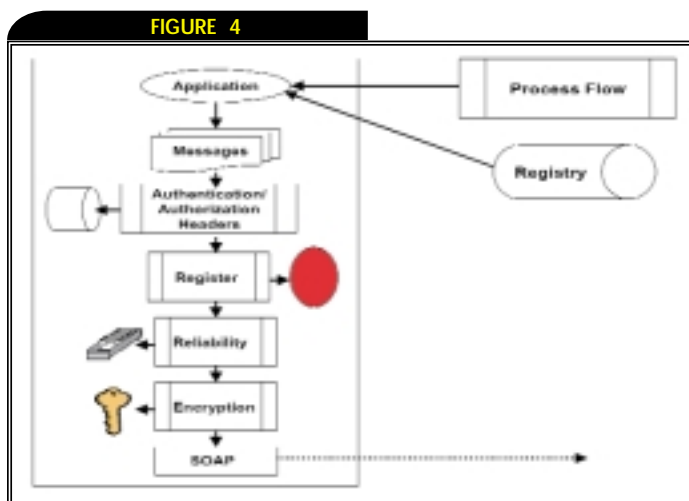 FIGURE 4
Application
Process Flow
Messages
Registry
Authentication/
Authorization
Headers
Register
Reliability
Encryption
SOAP